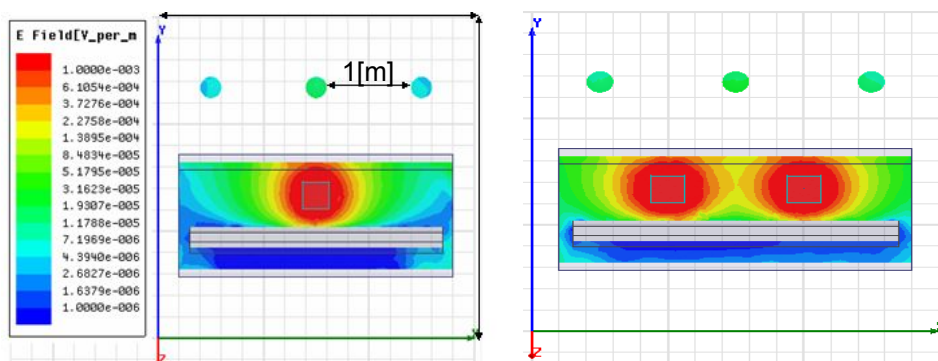 E Field[V_per_m
1.0000e-003
6.1054e-004
3.7276e-004
2.2758e-004
1.3895e-004
8.4834e-005
5.1795e-005
3.1623e-005
1.9307e-005
1.1788e-005
7.1969e-006
4.3940e-006
2.6827e-006
1.6379e-006
1.0000e-006
Y
1[m]
Z
Y
Z